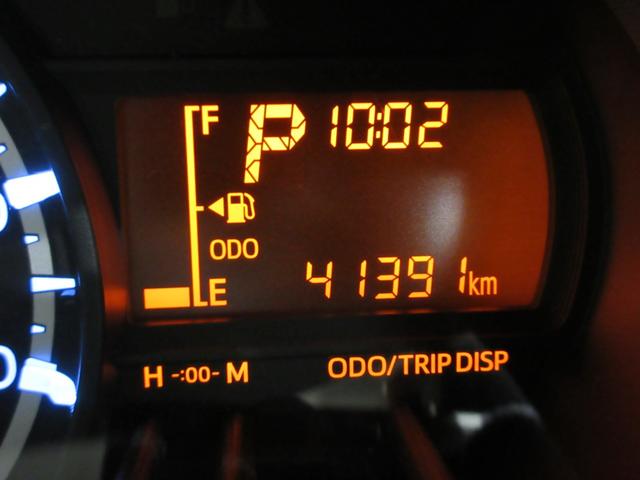 F P 10:02
ODO
E 41391km
H -:00- M ODO/TRIP DISP